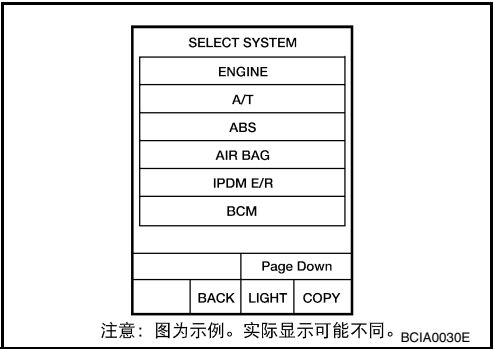 SELECT SYSTEM
ENGINE
A/T
ABS
AIR BAG
IPDM E/R
BCM
Page Down
BACK LIGHT COPY
注意：图为示例。实际显示可能不同。
BCIA0030E